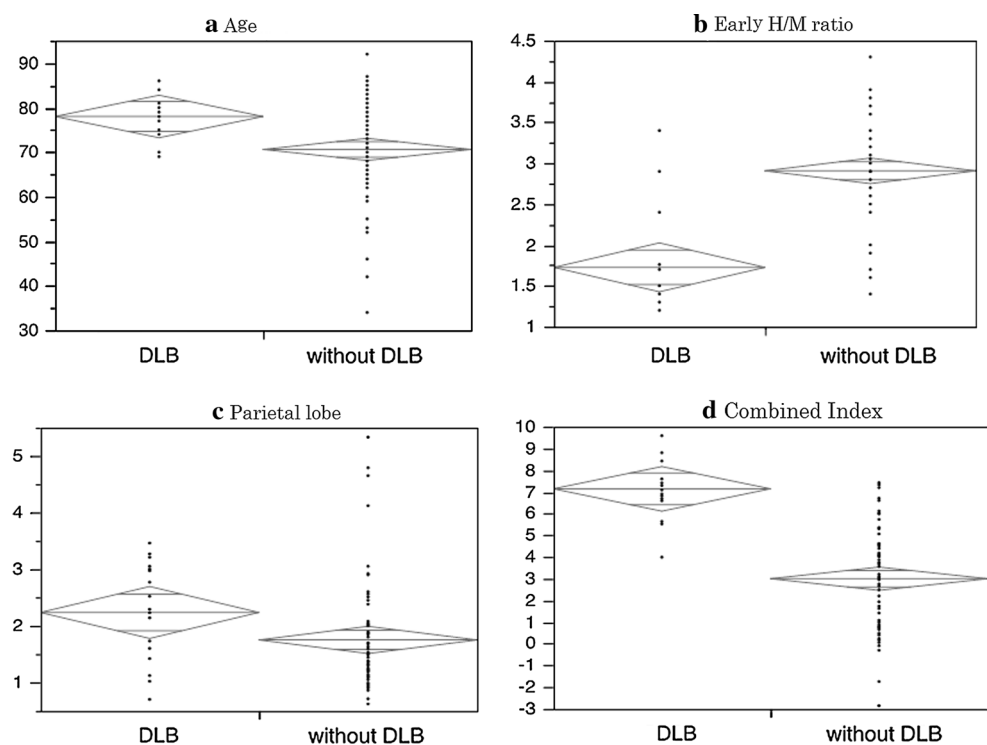 a Age
90
80
70
60
50
40
30
DLB
without DLB
b Early H/M ratio
4.5
4
3.5
3
2.5
2
1.5
1
DLB
without DLB
c Parietal lobe
5
4
3
2
1
DLB
without DLB
d Combined Index
10
9
8
7
6
5
4
3
2
1
0
-1
-2
-3
DLB
without DLB